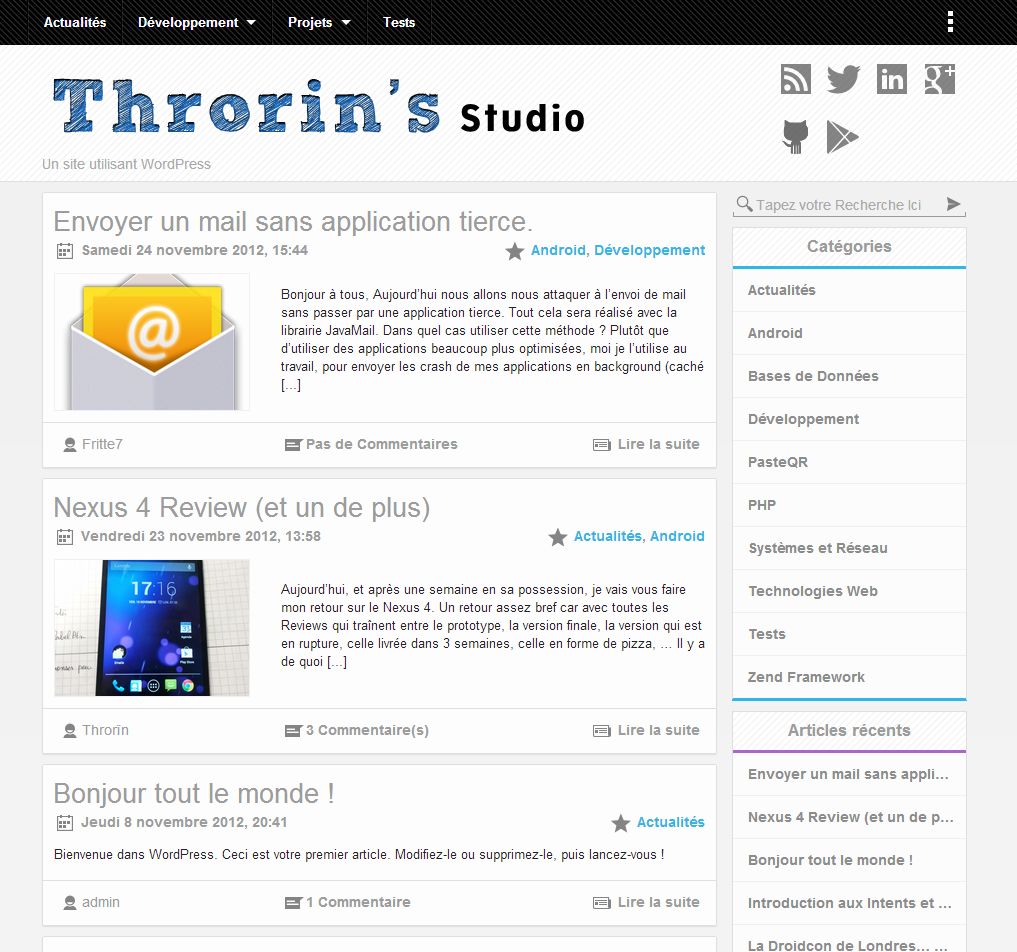 Actualités Développement Projets Tests
Throrin's Studio
Un site utilisant WordPress
Envoyer un mail sans application tierce.
Samedi 24 novembre 2012, 15:44
Android, Développement
Bonjour à tous, Aujourd'hui nous allons nous attaquer à l'envoi de mail
sans passer par une application tierce. Tout cela sera réalisé avec la
librairie JavaMail. Dans quel cas utiliser cette méthode ? Plutôt que
d'utiliser des applications beaucoup plus optimisées, moi je l'utilise au
travail, pour envoyer les crash de mes applications en background (caché
[…]
Fritte7
Pas de Commentaires
Lire la suite
Nexus 4 Review (et un de plus)
Vendredi 23 novembre 2012, 13:58
Actualités, Android
17:16
Aujourd'hui, et après une semaine en sa possession, je vais vous faire
mon retour sur le Nexus 4. Un retour assez bref car avec toutes les
Reviews qui traînent entre le prototype, la version finale, la version qui est
en rupture, celle livrée dans 3 semaines, celle en forme de pizza, … Il y a
de quoi […]
Throrïn
3 Commentaire(s)
Lire la suite
Bonjour tout le monde !
Jeudi 8 novembre 2012, 20:41
Actualités
Bienvenue dans WordPress. Ceci est votre premier article. Modifiez-le ou supprimez-le, puis lancez-vous !
admin
1 Commentaire
Lire la suite
Tapez votre Recherche Ici
Catégories
Actualités
Android
Bases de Données
Développement
PasteQR
PHP
Systèmes et Réseau
Technologies Web
Tests
Zend Framework
Articles récents
Envoyer un mail sans appli…
Nexus 4 Review (et un de p…
Bonjour tout le monde !
Introduction aux Intents et …
La Droidcon de Londres… …